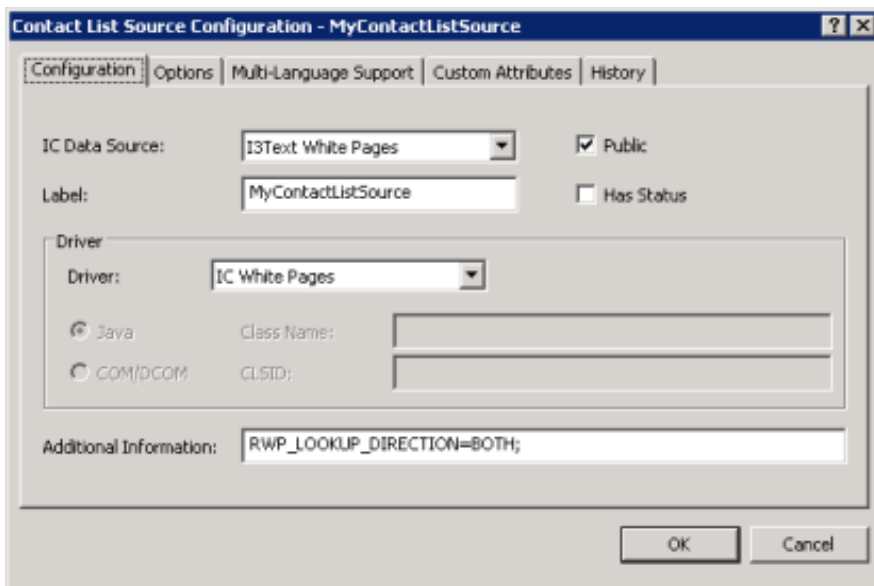 Contact List Source Configuration - MyContactListSource
Configuration Options Multi-Language Support Custom Attributes History
IC Data Source: I3Text White Pages Public
Label: MyContactListSource Has Status
Driver
Driver: IC White Pages
Java Class Name:
COM/DCOM CLSID:
Additional Information: RWP_LOOKUP_DIRECTION=BOTH;
OK Cancel